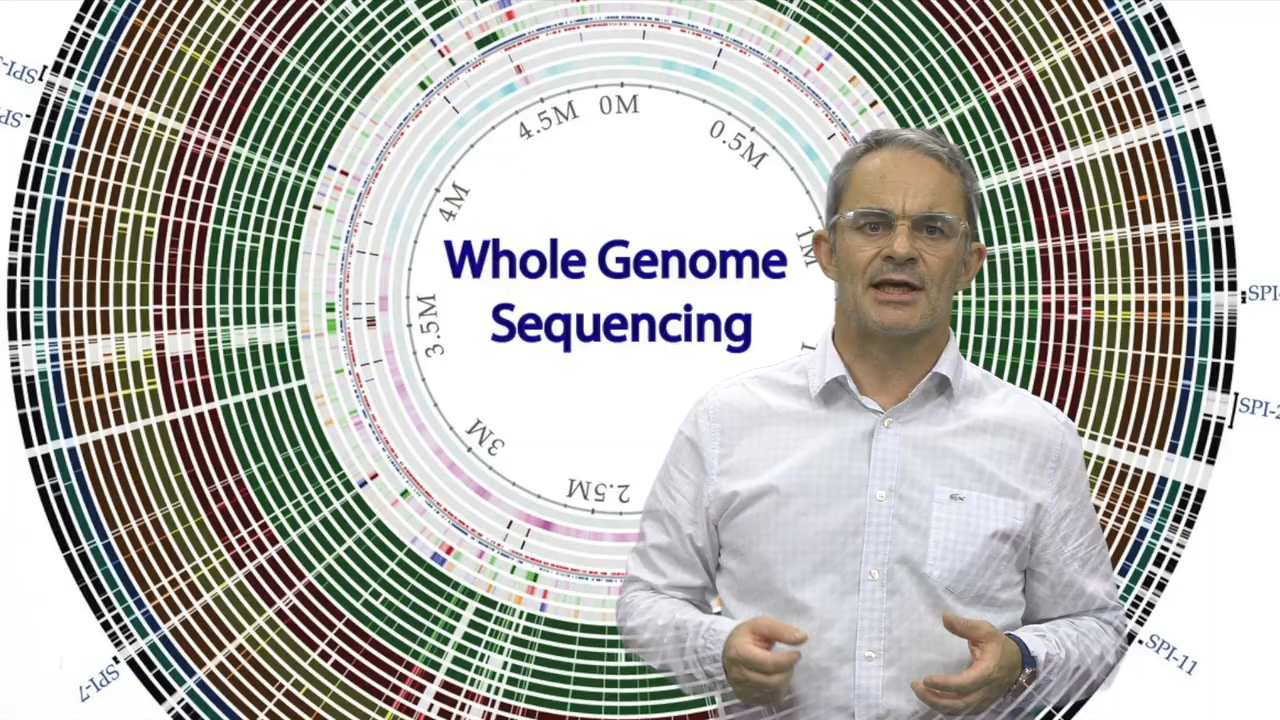 4.5M
0M
0.5M
4M
1M
Whole Genome
Sequencing
3.5M
3M
2.5M
SPI-2
SPI-11
SPI-7